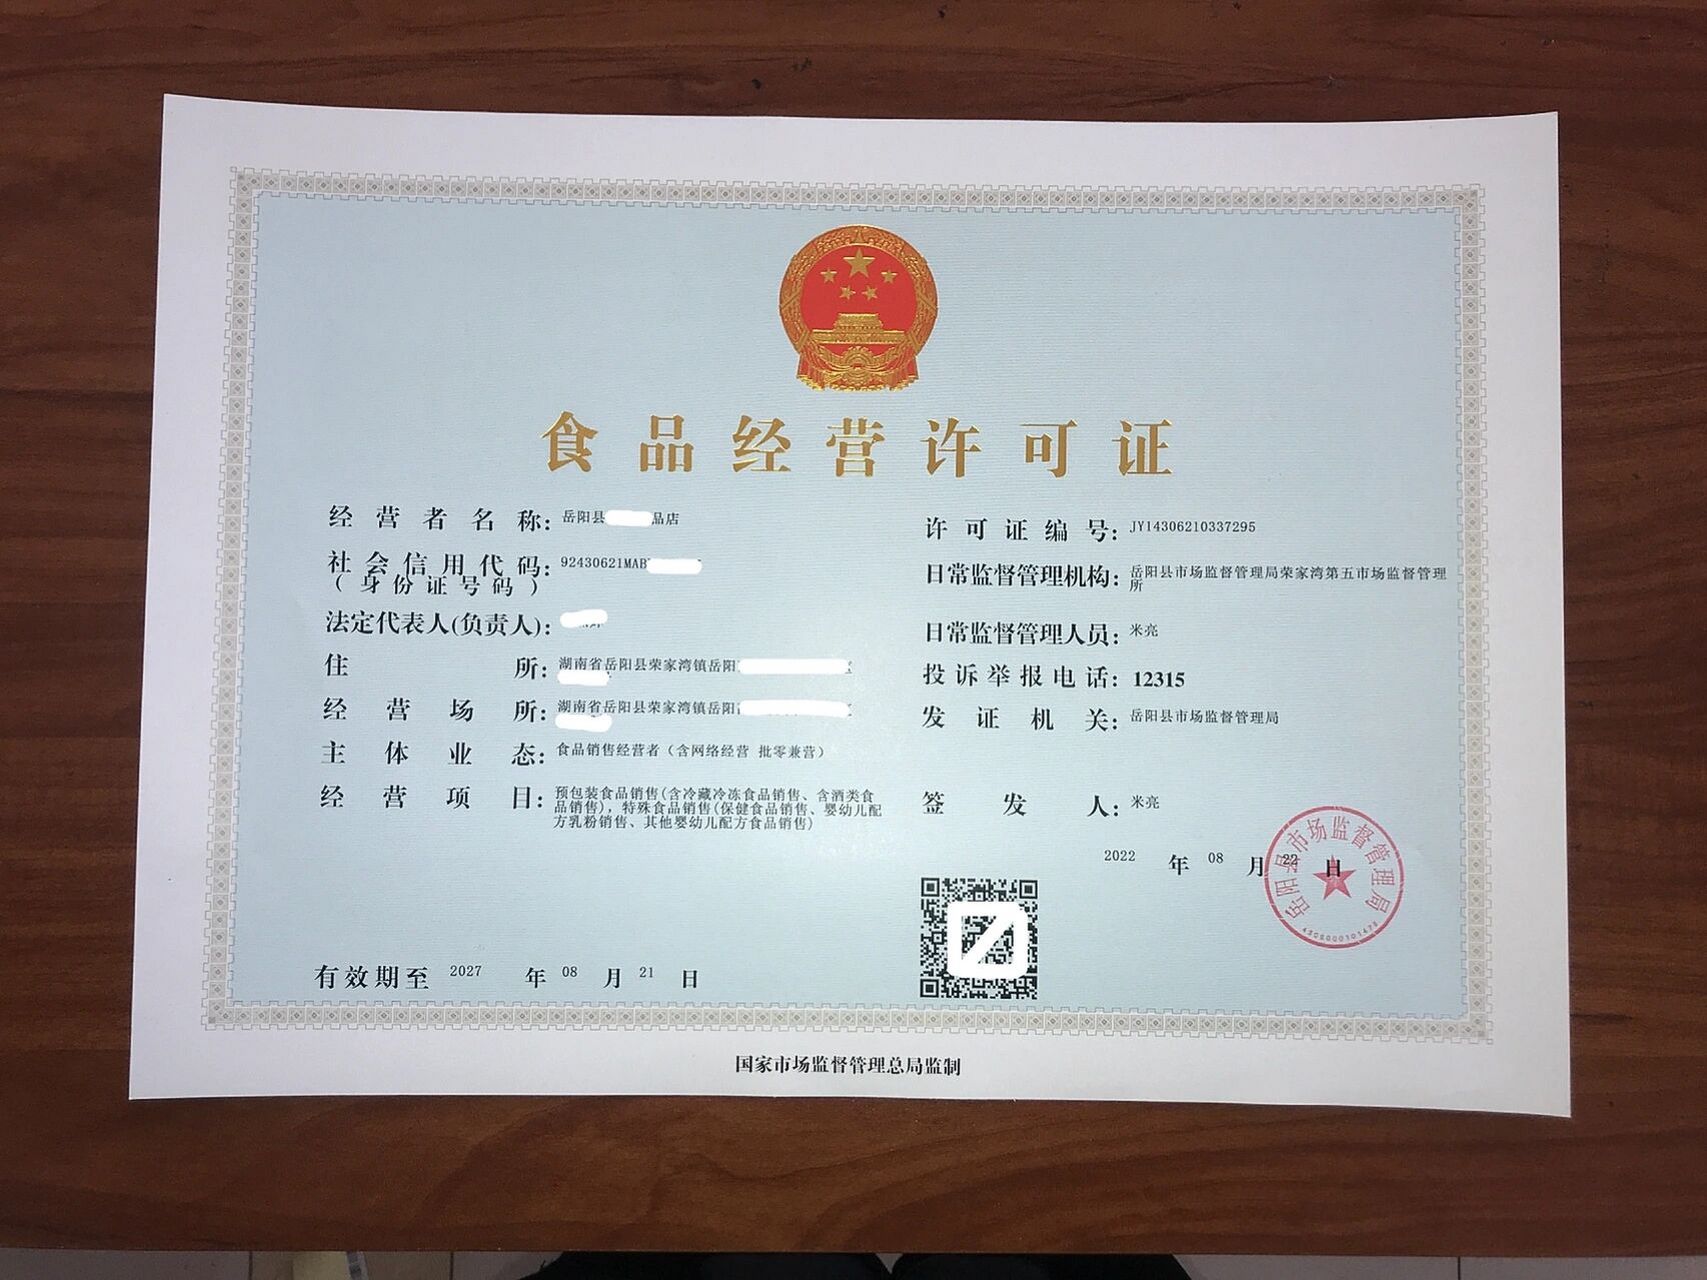 食品经营许可证
经营者名称： 岳阳县 品店
社会信用代码： 92430621MAB
（身份证号码）
法定代表人(负责人)：
住所： 湖南省岳阳县荣家湾镇岳阳
经营场所： 湖南省岳阳县荣家湾镇岳阳
主体业态： 食品销售经营者（含网络经营 批零兼营）
经营项目： 预包装食品销售(含冷藏冷冻食品销售、含酒类食
品销售)，特殊食品销售(保健食品销售、婴幼儿配
方乳粉销售、其他婴幼儿配方食品销售)
有效期至 2027 年 08 月 21 日
许可证编号： JY14306210337295
日常监督管理机构： 岳阳县市场监督管理局荣家湾第五市场监督管理
所
日常监督管理人员： 米亮
投诉举报电话： 12315
发证机关： 岳阳县市场监督管理局
签发人： 米亮
2022 年 08 月 22 日
岳阳县市场监督管理局
国家市场监督管理总局监制